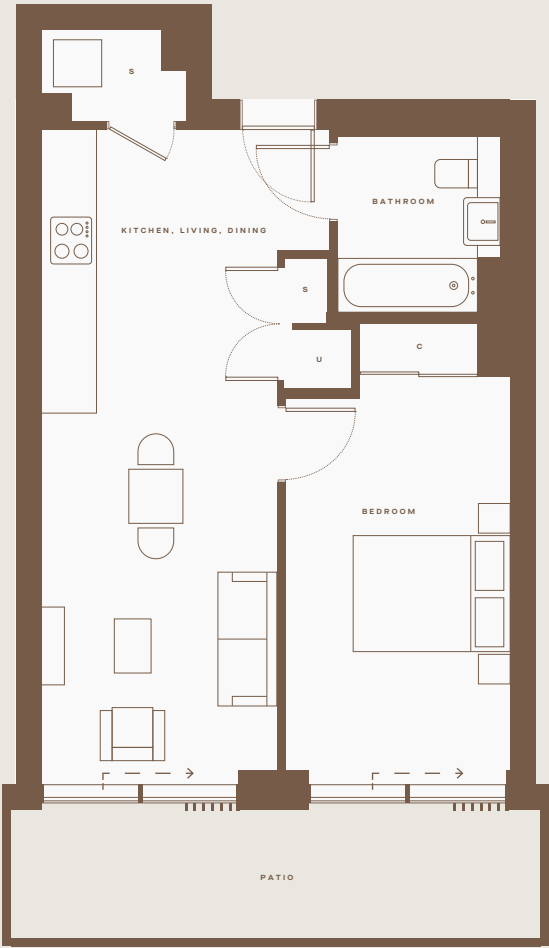 S
BATHROOM
KITCHEN, LIVING, DINING
S
C
U
BEDROOM
PATIO